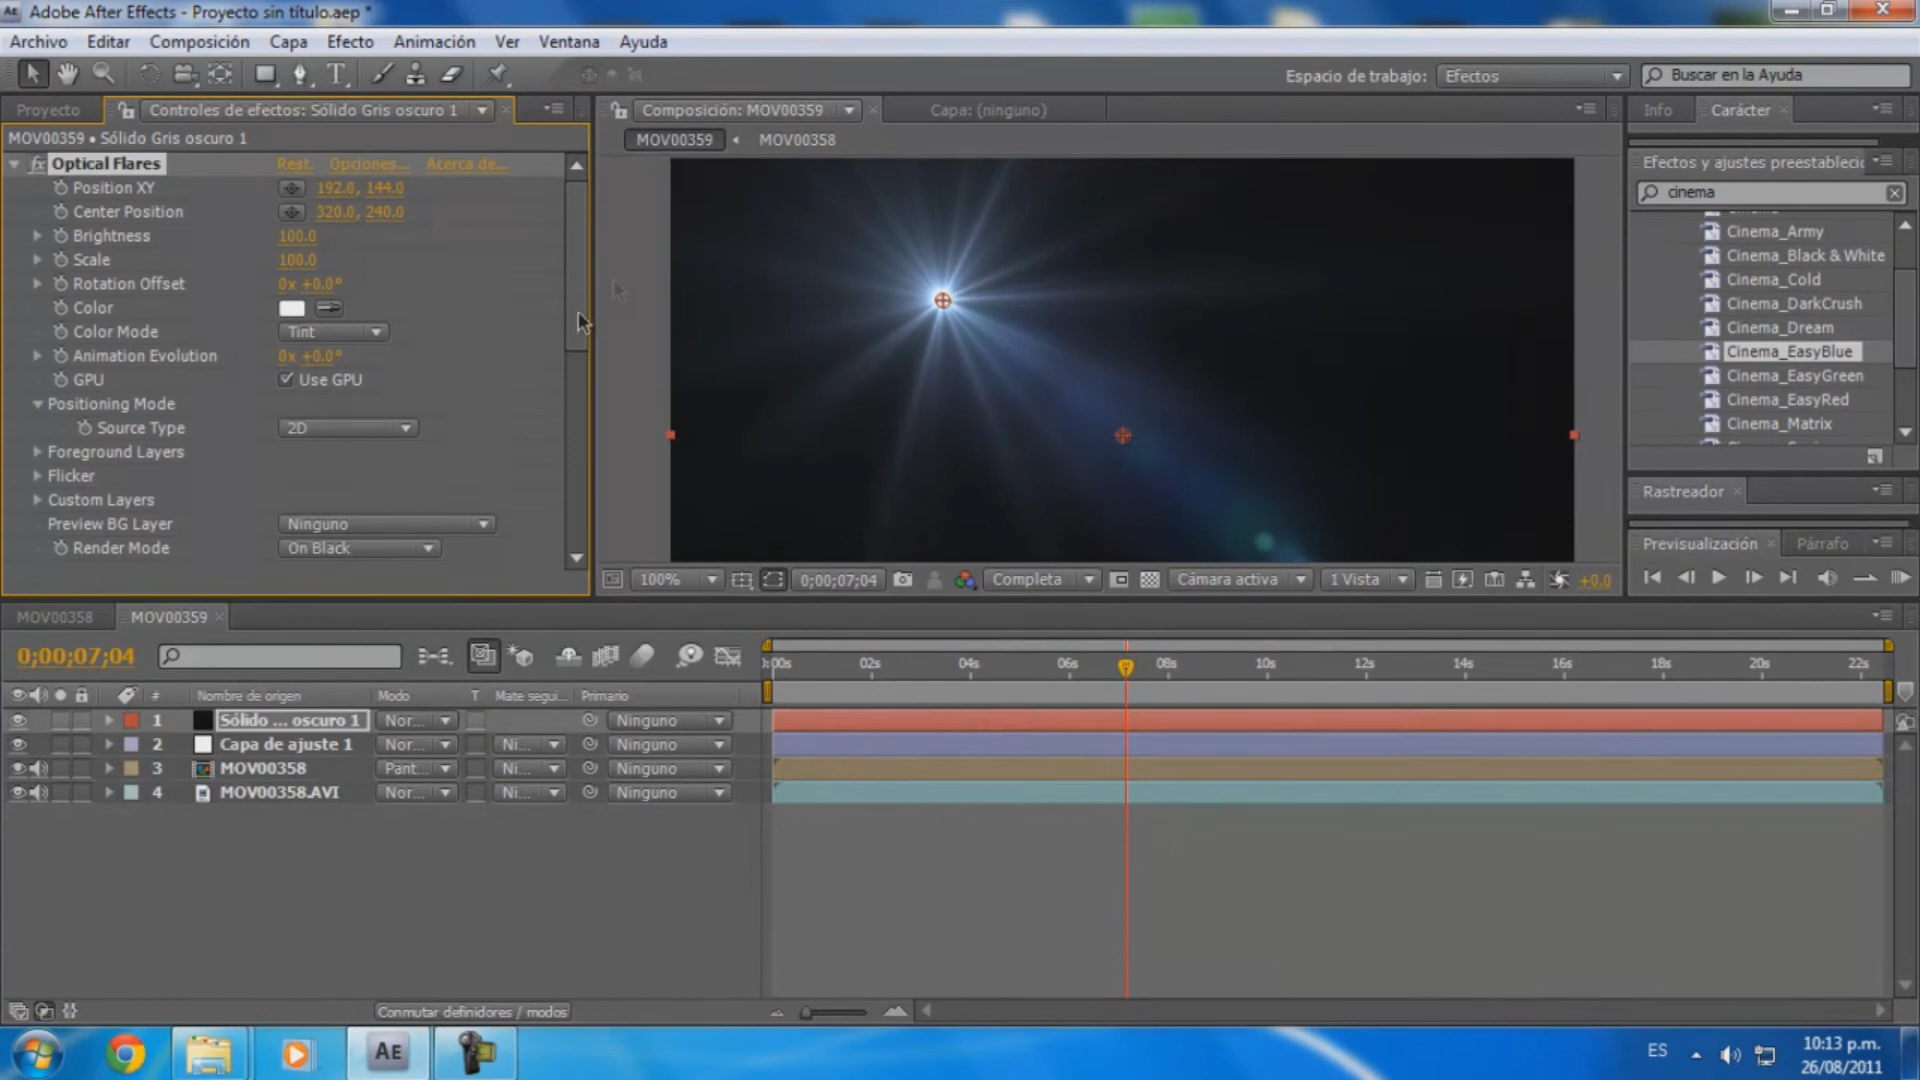 Adobe After Effects - Proyecto sin título.aep *
Archivo Editar Composición Capa Efecto Animación Ver Ventana Ayuda
Espacio de trabajo: Efectos Buscar en la Ayuda
Proyecto Controles de efectos: Sólido Gris oscuro 1 Composición: MOV00359 Capa: (ninguno) Info Carácter
MOV00359 • Sólido Gris oscuro 1 MOV00359 MOV00358
Efectos y ajustes preestableci
Optical Flares Rest. Opciones... Acerca de...
cinema
Position XY 192.0, 144.0
Center Position 320.0, 240.0
Cinema_Army
Brightness 100.0
Cinema_Black & White
Scale 100.0
Cinema_Cold
Rotation Offset 0x +0.0°
Cinema_DarkCrush
Color
Cinema_Dream
Color Mode Tint
Cinema_EasyBlue
Animation Evolution 0x +0.0°
Cinema_EasyGreen
GPU Use GPU
Cinema_EasyRed
Positioning Mode
Cinema_Matrix
Source Type 2D
Foreground Layers
Flicker
Rastreador
Custom Layers
Preview BG Layer Ninguno
Previsualización Párrafo
Render Mode On Black
100% 0;00;07;04 Completa Cámara activa 1 Vista +0.0
MOV00358 MOV00359
0;00;07;04
:00s 02s 04s 06s 08s 10s 12s 14s 16s 18s 20s 22s
# Nombre de origen Modo T Mate segui... Primario
1 Sólido ... oscuro 1 Nor... Ninguno
2 Capa de ajuste 1 Nor... Ni... Ninguno
3 MOV00358 Pant... Ni... Ninguno
4 MOV00358.AVI Nor... Ni... Ninguno
Conmutar definidores / modos
AE
ES
10:13 p.m.
26/08/2011